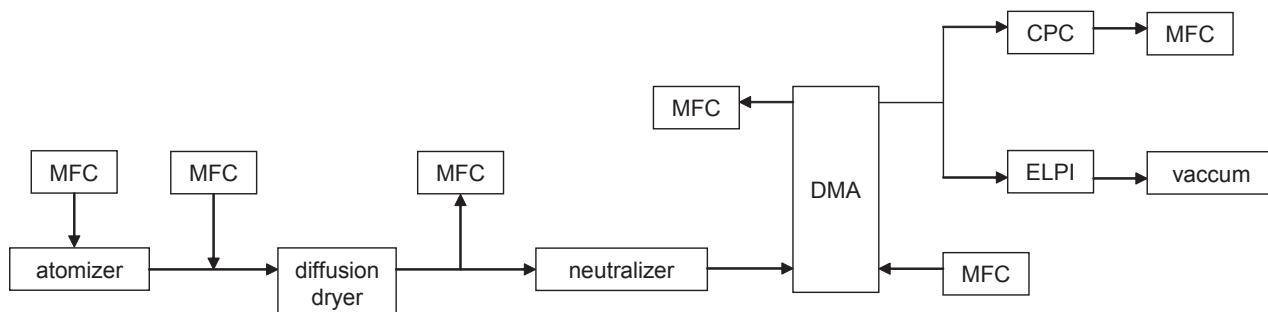 CPC
MFC
MFC
MFC
MFC
MFC
ELPI
vaccum
DMA
atomizer
diffusion
dryer
neutralizer
MFC